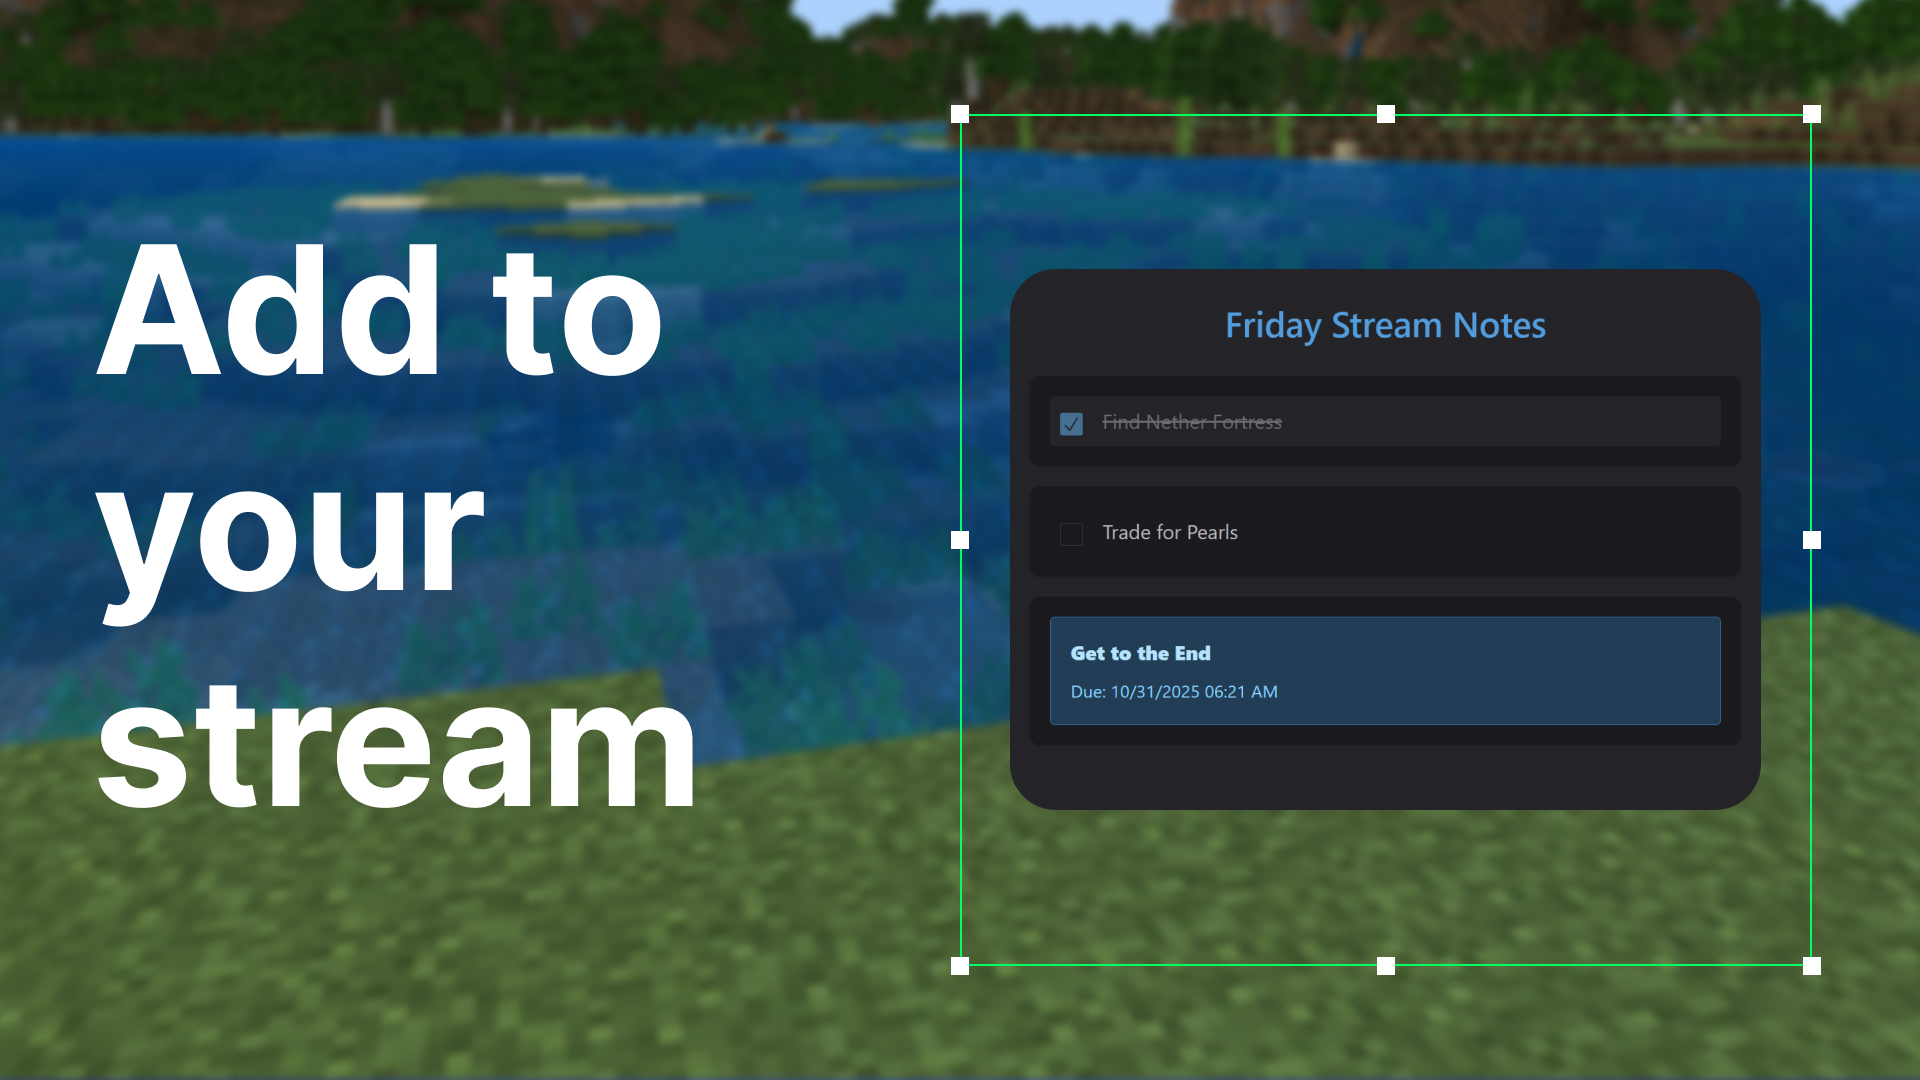 Add to
your
stream
Friday Stream Notes
Find Nether Fortress
Trade for Pearls
Get to the End
Due: 10/31/2025 06:21 AM